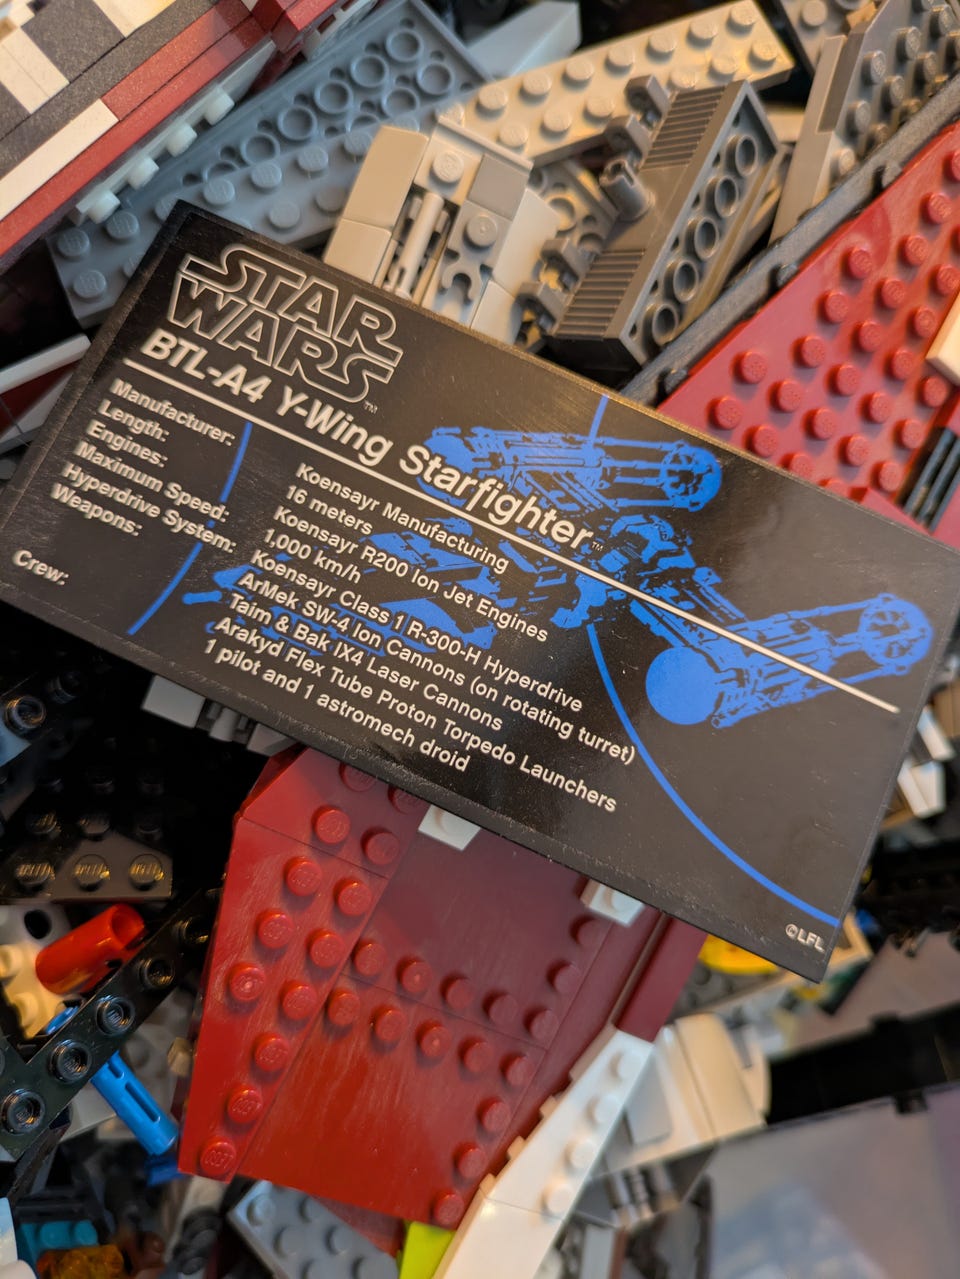 STAR
WARS™
BTL-A4 Y-Wing Starfighter™
Manufacturer: Koensayr Manufacturing
Length: 16 meters
Engines: Koensayr R200 Ion Jet Engines
Maximum Speed: 1,000 km/h
Hyperdrive System: Koensayr Class 1 R-300-H Hyperdrive
Weapons: ArMek SW-4 Ion Cannons (on rotating turret)
Taim & Bak IX4 Laser Cannons
Arakyd Flex Tube Proton Torpedo Launchers
Crew: 1 pilot and 1 astromech droid
©LFL